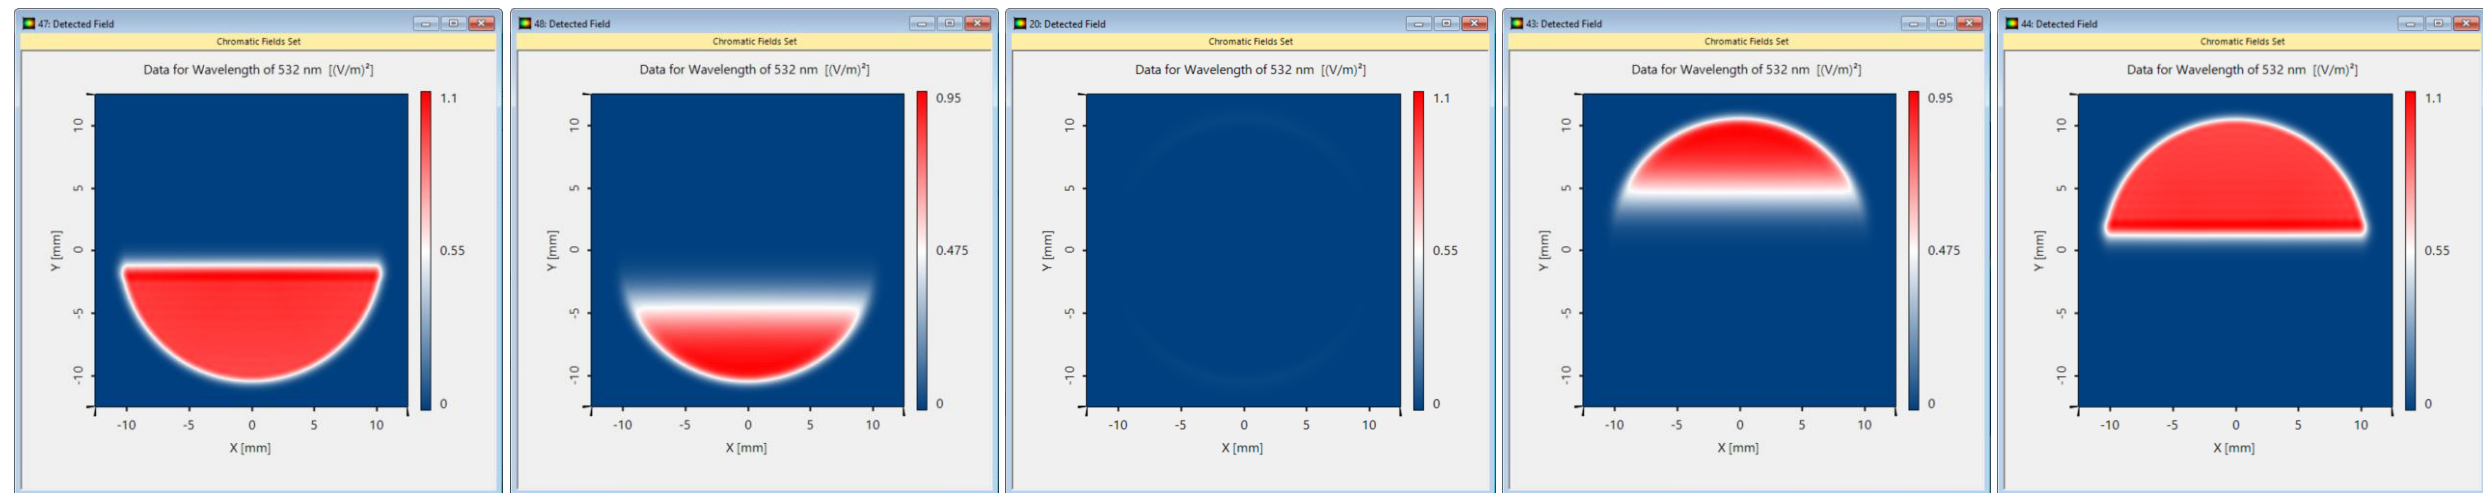 47: Detected Field
Chromatic Fields Set
Data for Wavelength of 532 nm [(V/m)²]
1.1
0.55
0
10
5
0
-5
-10
Y [mm]
-10 -5 0 5 10
X [mm]
48: Detected Field
Chromatic Fields Set
Data for Wavelength of 532 nm [(V/m)²]
0.95
0.475
0
10
5
0
-5
-10
Y [mm]
-10 -5 0 5 10
X [mm]
20: Detected Field
Chromatic Fields Set
Data for Wavelength of 532 nm [(V/m)²]
1.1
0.55
0
10
5
0
-5
-10
Y [mm]
-10 -5 0 5 10
X [mm]
43: Detected Field
Chromatic Fields Set
Data for Wavelength of 532 nm [(V/m)²]
0.95
0.475
0
10
5
0
-5
-10
Y [mm]
-10 -5 0 5 10
X [mm]
44: Detected Field
Chromatic Fields Set
Data for Wavelength of 532 nm [(V/m)²]
1.1
0.55
0
10
5
0
-5
-10
Y [mm]
-10 -5 0 5 10
X [mm]